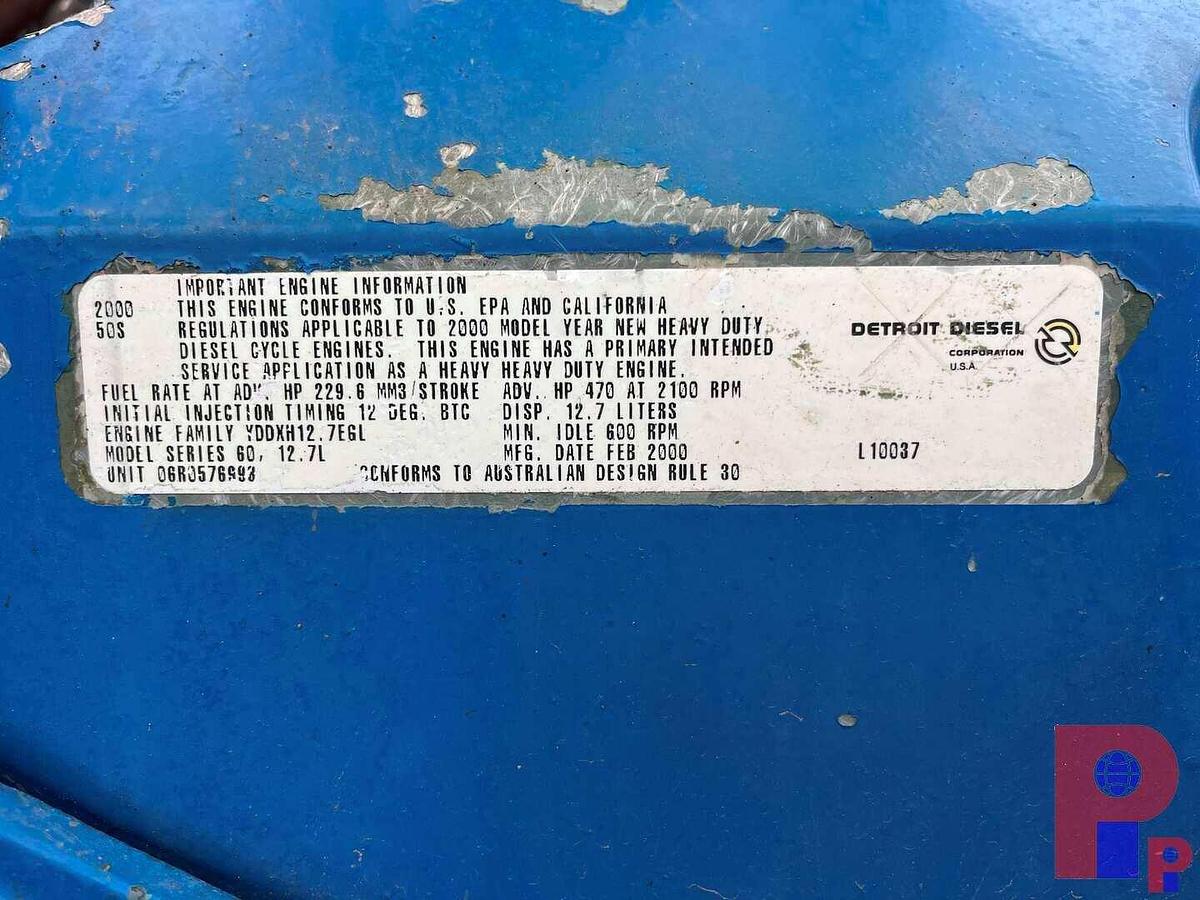 IMPORTANT ENGINE INFORMATION
2000 THIS ENGINE CONFORMS TO U.S. EPA AND CALIFORNIA
50S REGULATIONS APPLICABLE TO 2000 MODEL YEAR NEW HEAVY DUTY
DIESEL CYCLE ENGINES. THIS ENGINE HAS A PRIMARY INTENDED
SERVICE APPLICATION AS A HEAVY HEAVY DUTY ENGINE.
FUEL RATE AT ADV. HP 229.6 MM3/STROKE ADV. HP 470 AT 2100 RPM
INITIAL INJECTION TIMING 12 DEG. BTC DISP. 12.7 LITERS
ENGINE FAMILY YDDXH12.7EGL MIN. IDLE 600 RPM
MODEL SERIES 60, 12.7L MFG. DATE FEB 2000 L10037
UNIT CONFORMS TO AUSTRALIAN DESIGN RULE 30
DETROIT DIESEL
CORPORATION
U.S.A.
PIP